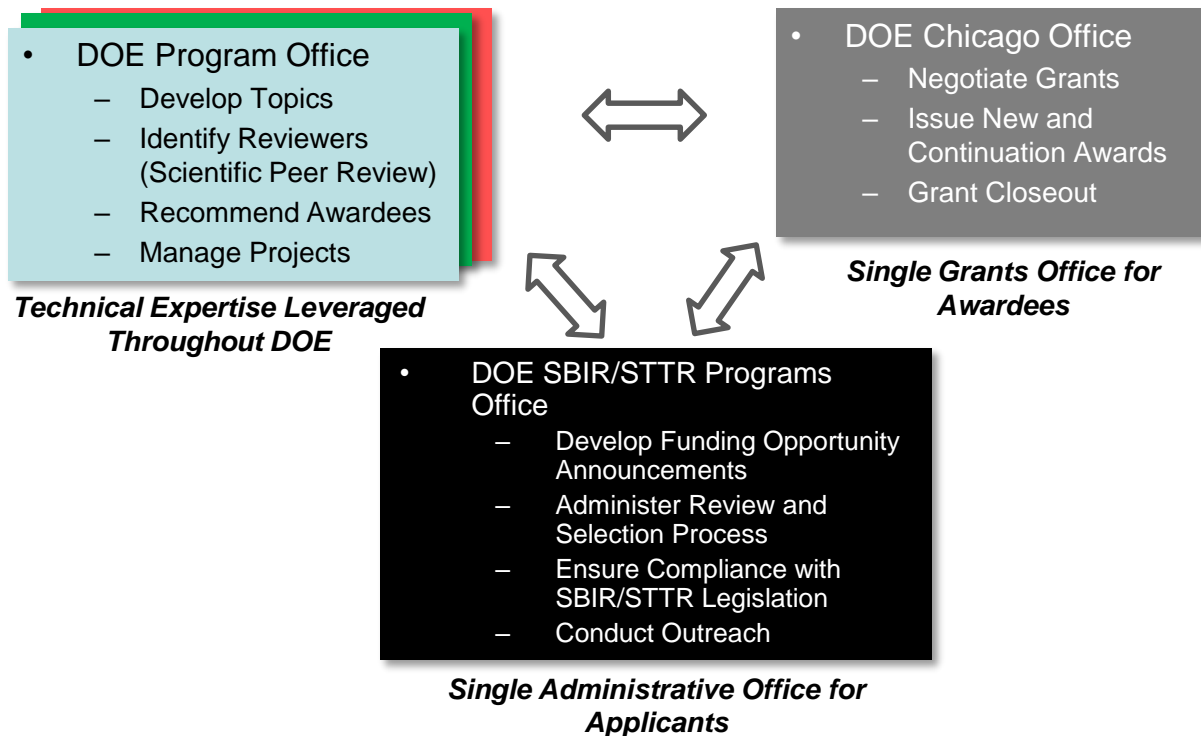 • DOE Program Office
– Develop Topics
– Identify Reviewers
(Scientific Peer Review)
– Recommend Awardees
– Manage Projects
Technical Expertise Leveraged
Throughout DOE
• DOE Chicago Office
– Negotiate Grants
– Issue New and
Continuation Awards
– Grant Closeout
Single Grants Office for
Awardees
• DOE SBIR/STTR Programs
Office
– Develop Funding Opportunity
Announcements
– Administer Review and
Selection Process
– Ensure Compliance with
SBIR/STTR Legislation
– Conduct Outreach
Single Administrative Office for
Applicants